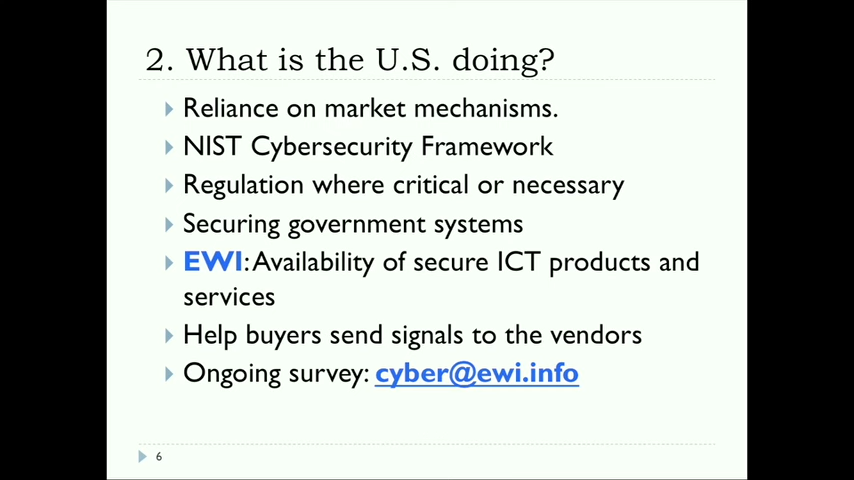 2. What is the U.S. doing?
Reliance on market mechanisms.
NIST Cybersecurity Framework
Regulation where critical or necessary
Securing government systems
EWI: Availability of secure ICT products and
services
Help buyers send signals to the vendors
Ongoing survey: cyber@ewi.info
6